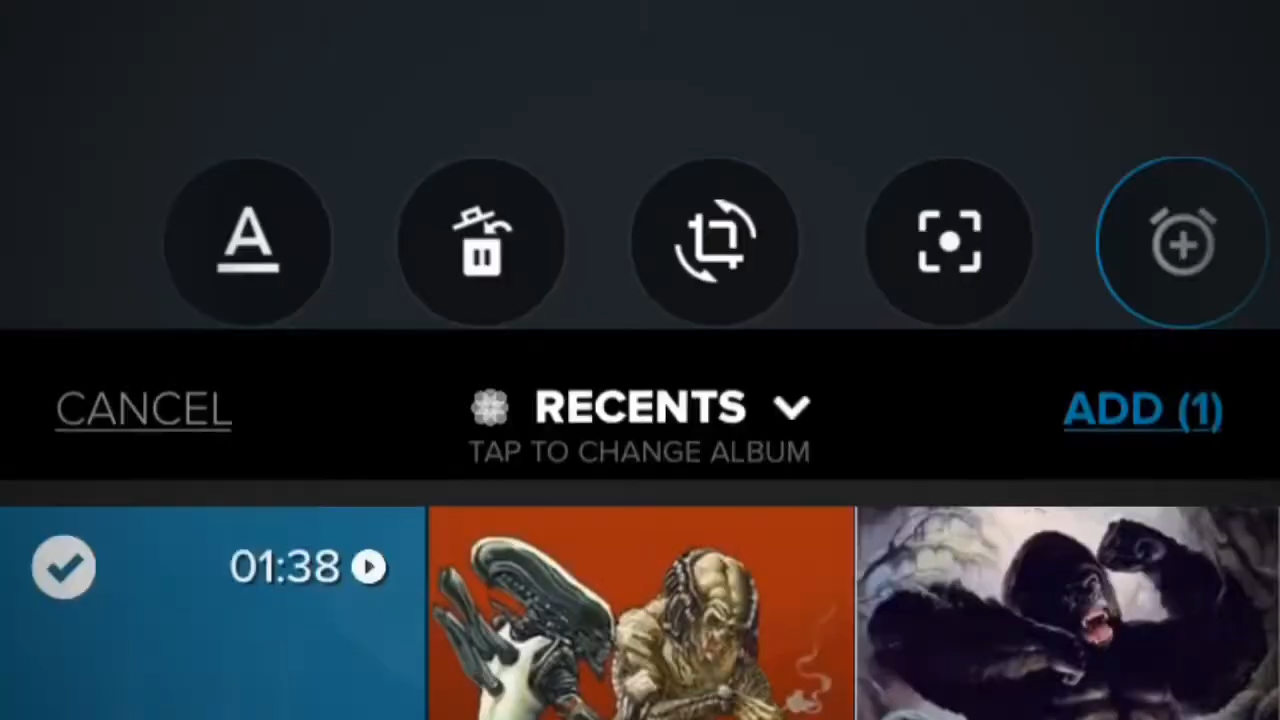 A
CANCEL
RECENTS
ADD (1)
TAP TO CHANGE ALBUM
01:38